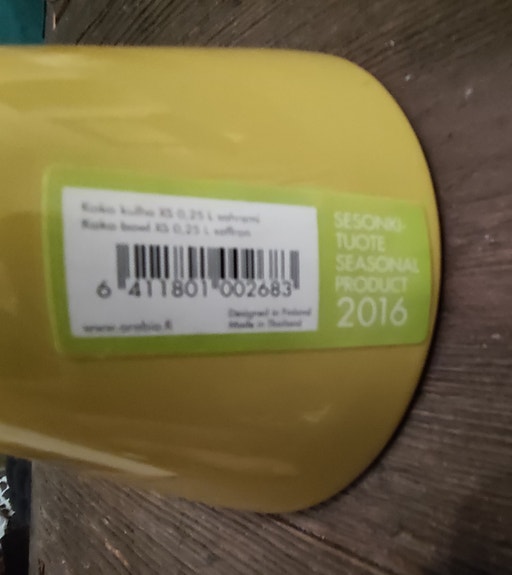 Koko kulho XS 0,25 L sahrami
Koko bowl XS 0,25 L saffron
6 411801 002683
Designed in Finland
Made in Thailand
www.arabia.fi
SESONKI-
TUOTE
SEASONAL
PRODUCT
2016